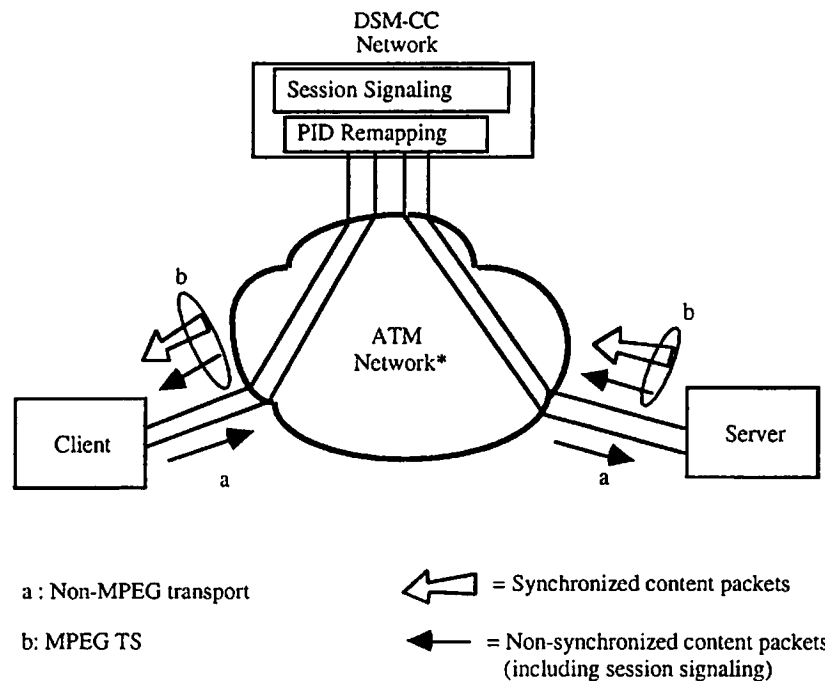 DSM-CC
Network
Session Signaling
PID Remapping
b
b
ATM
Network*
Client
Server
a
a
a : Non-MPEG transport
= Synchronized content packets
b: MPEG TS
= Non-synchronized content packets
(including session signaling)